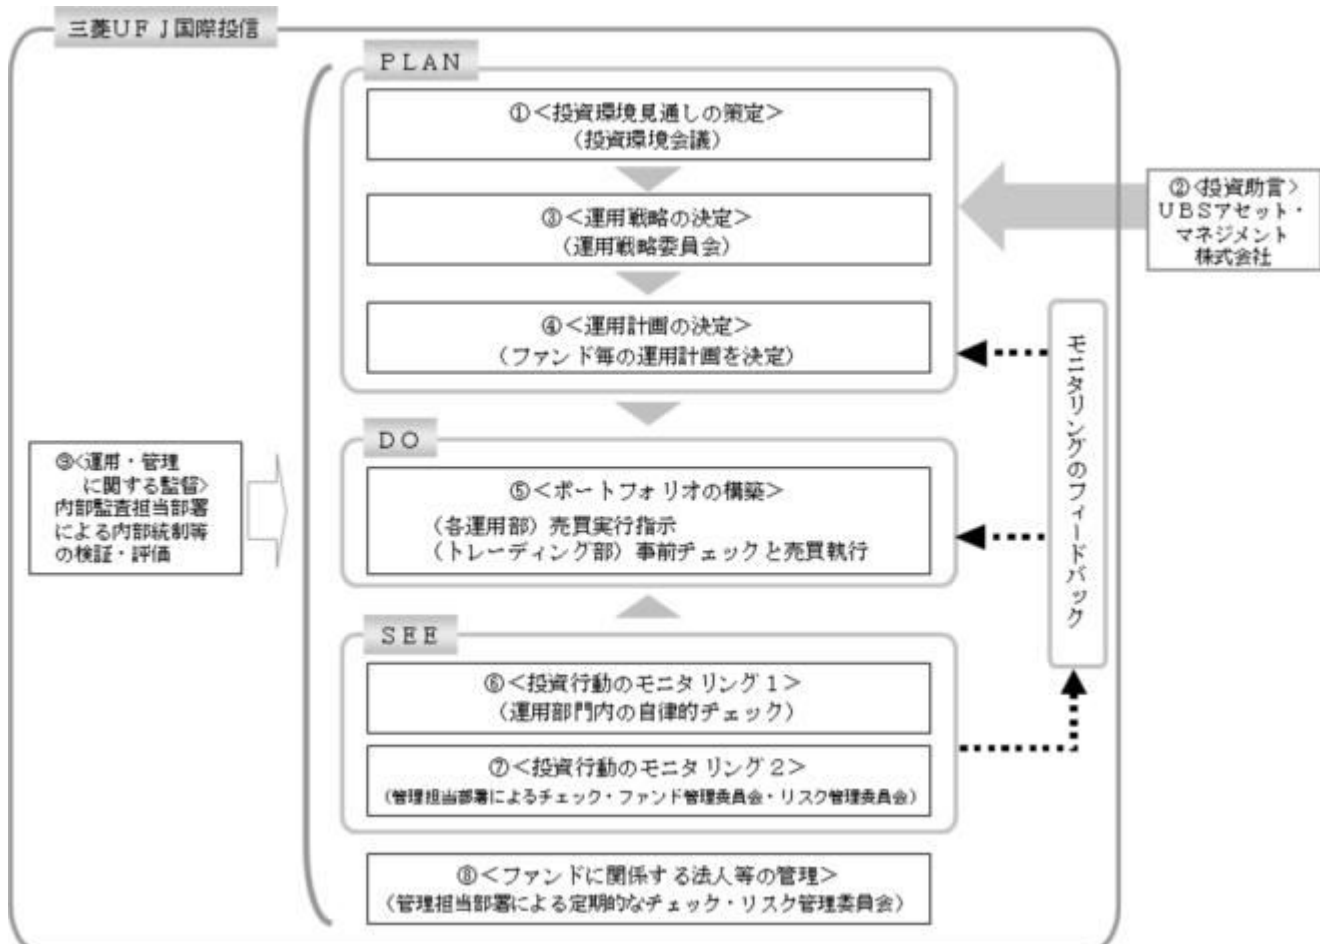 三菱ＵＦＪ国際投信
ＰＬＡＮ
①＜投資環境見通しの策定＞
（投資環境会議）
②＜投資助言＞
ＵＢＳアセット・
マネジメント
株式会社
③＜運用戦略の決定＞
（運用戦略委員会）
④＜運用計画の決定＞
（ファンド毎の運用計画を決定）
モニタリングのフィードバック
ＤＯ
⑤＜ポートフォリオの構築＞
（各運用部）売買実行指示
（トレーディング部）事前チェックと売買執行
⑨＜運用・管理
に関する監督＞
内部監査担当部署
による内部統制等
の検証・評価
ＳＥＥ
⑥＜投資行動のモニタリング１＞
（運用部門内の自律的チェック）
⑦＜投資行動のモニタリング２＞
（管理担当部署によるチェック・ファンド管理委員会・リスク管理委員会）
⑧＜ファンドに関係する法人等の管理＞
（管理担当部署による定期的なチェック・リスク管理委員会）